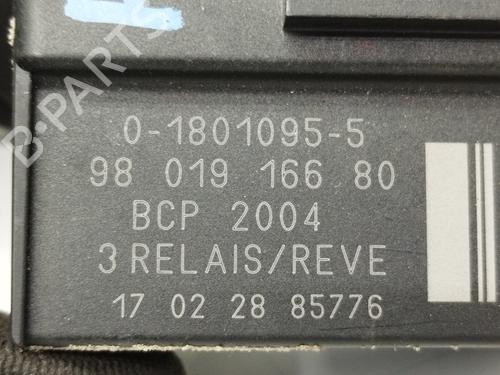 0-1801095-5
98 019 166 80
BCP 2004
3 RELAIS/REVE
17 02 28 85776
B-PARTS